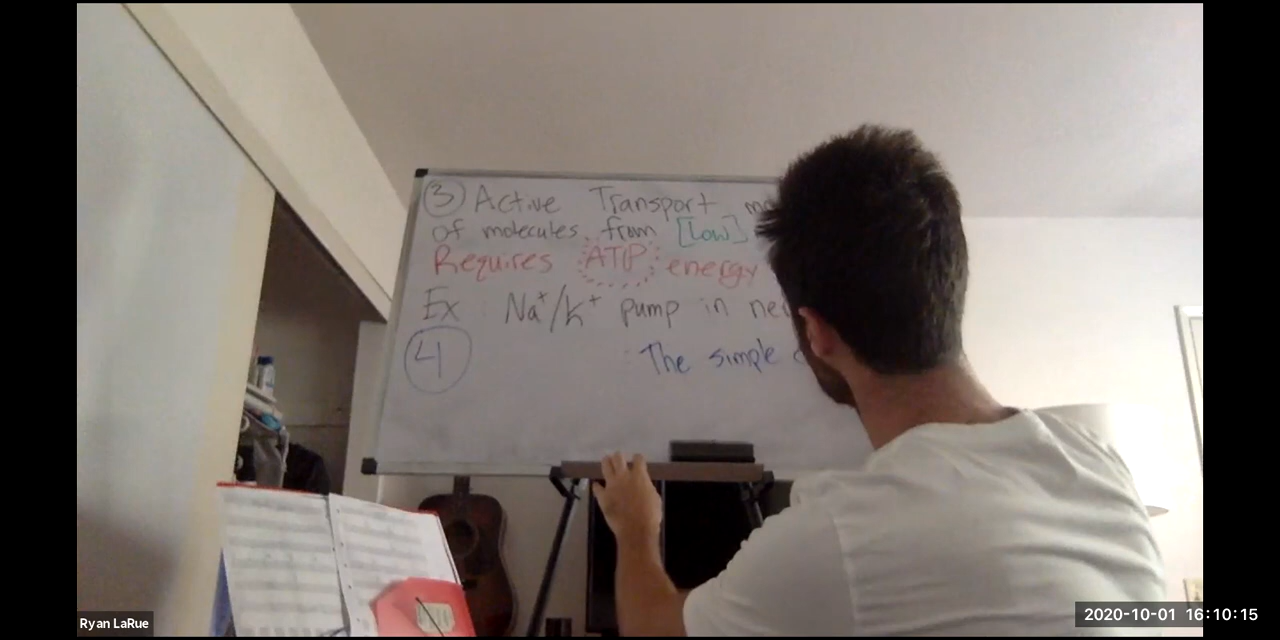 ③ Active Transport
of molecules from [Low]
Requires ATP energy
Ex Na⁺/K⁺ pump in
④ The simple
Ryan LaRue
2020-10-01 16:10:15